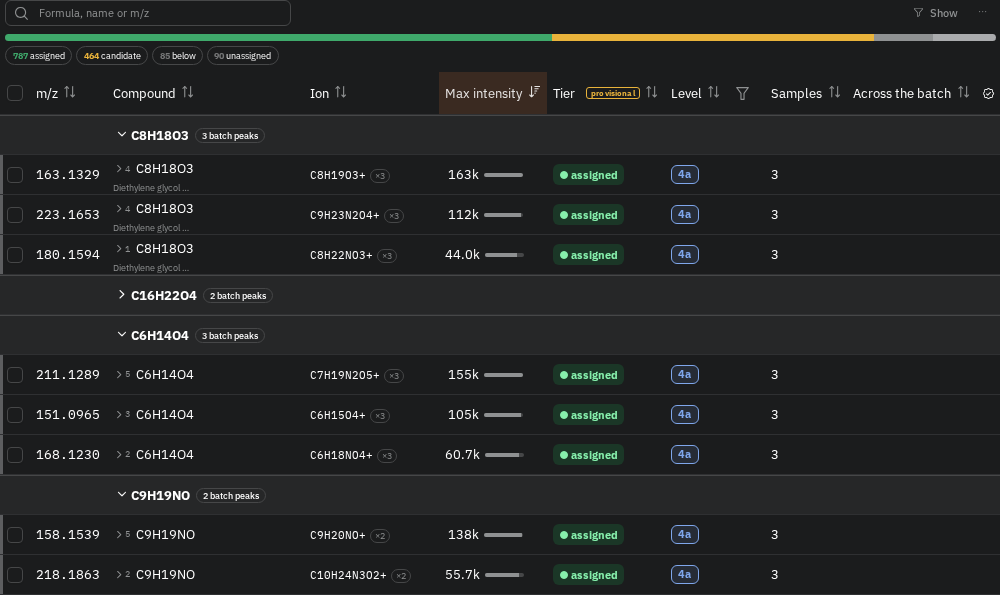 Formula, name or m/z
Show ...
787 assigned 464 candidate 85 below 90 unassigned
m/z Compound Ion Max intensity Tier provisional Level Samples Across the batch
C8H18O3 3 batch peaks
163.1329 4 C8H18O3 C8H19O3+ ×3 163k assigned 4a 3
Diethylene glycol ...
223.1653 4 C8H18O3 C9H23N2O4+ ×3 112k assigned 4a 3
Diethylene glycol ...
180.1594 1 C8H18O3 C8H22NO3+ ×3 44.0k assigned 4a 3
Diethylene glycol ...
C16H22O4 2 batch peaks
C6H14O4 3 batch peaks
211.1289 5 C6H14O4 C7H19N2O5+ ×3 155k assigned 4a 3
151.0965 3 C6H14O4 C6H15O4+ ×3 105k assigned 4a 3
168.1230 2 C6H14O4 C6H18NO4+ ×3 60.7k assigned 4a 3
C9H19NO 2 batch peaks
158.1539 5 C9H19NO C9H20NO+ ×2 138k assigned 4a 3
218.1863 2 C9H19NO C10H24N3O2+ ×2 55.7k assigned 4a 3